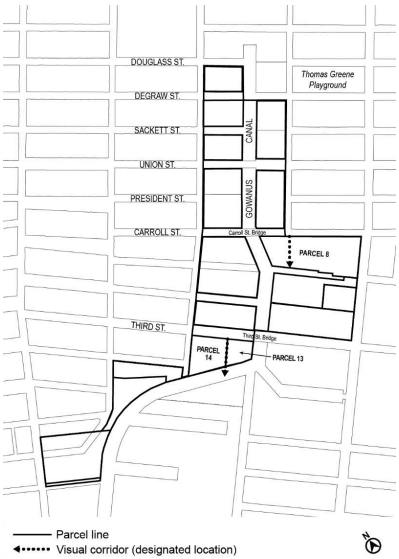 DOUGLASS ST.
Thomas Greene
Playground
DEGRAW ST.
SACKETT ST.
CANAL
UNION ST.
PRESIDENT ST.
GOWANUS
CARROLL ST.
Carroll St. Bridge
PARCEL 8
THIRD ST.
Third St. Bridge
PARCEL
14
PARCEL 13
Parcel line
Visual corridor (designated location)
N